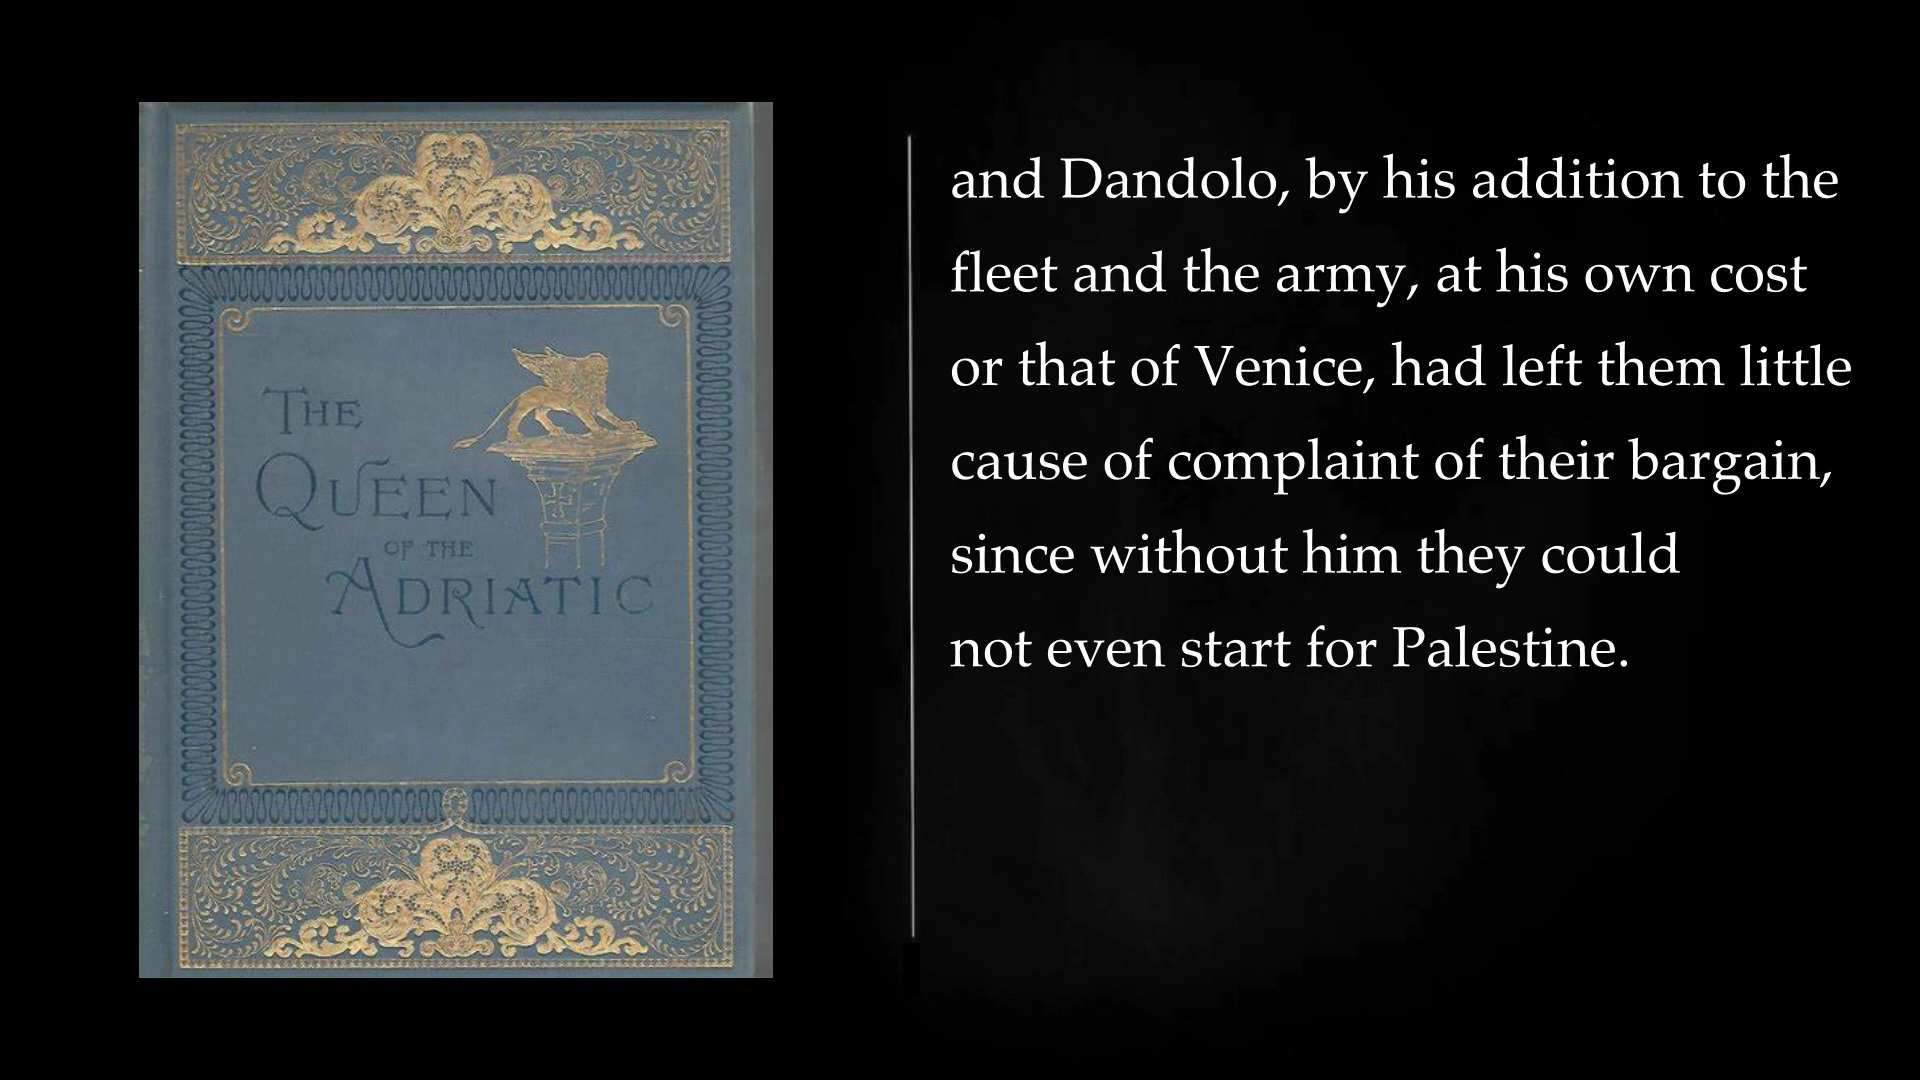 The
Queen
of the
Adriatic
and Dandolo, by his addition to the
fleet and the army, at his own cost
or that of Venice, had left them little
cause of complaint of their bargain,
since without him they could
not even start for Palestine.